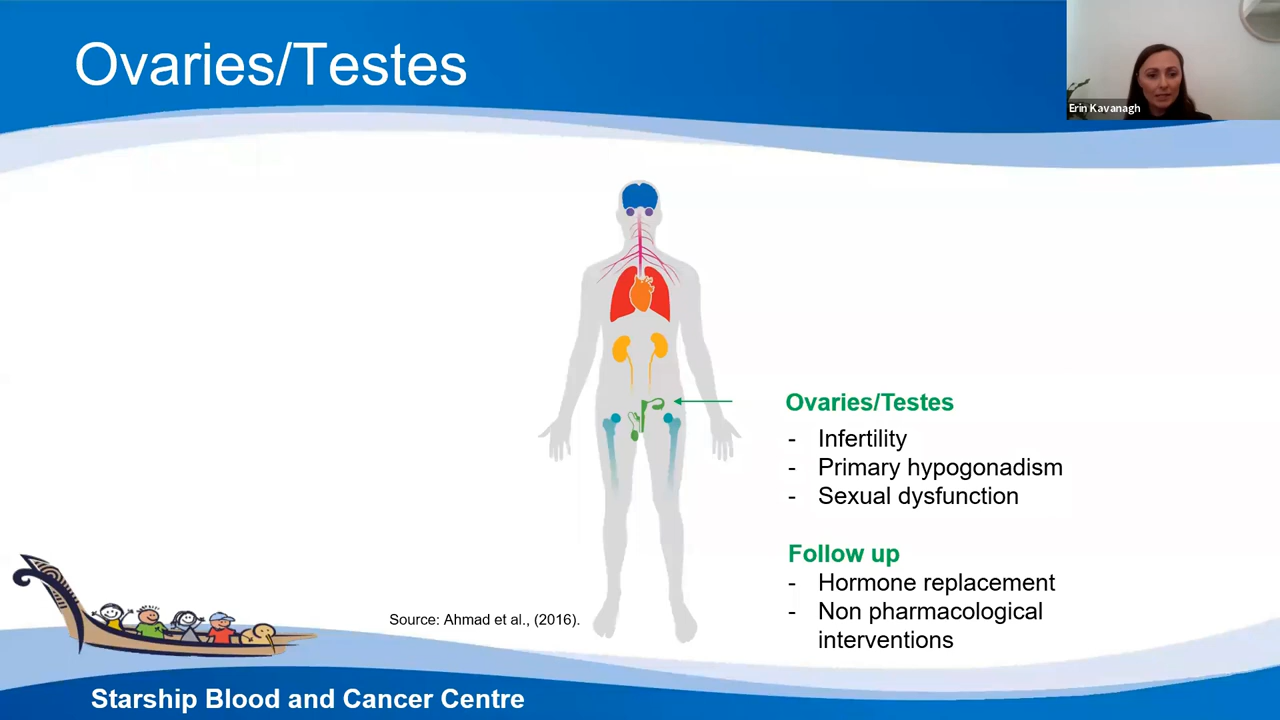 Ovaries/Testes
Erin Kavanagh
Ovaries/Testes
- Infertility
- Primary hypogonadism
- Sexual dysfunction
Follow up
- Hormone replacement
- Non pharmacological
interventions
Source: Ahmad et al., (2016).
Starship Blood and Cancer Centre